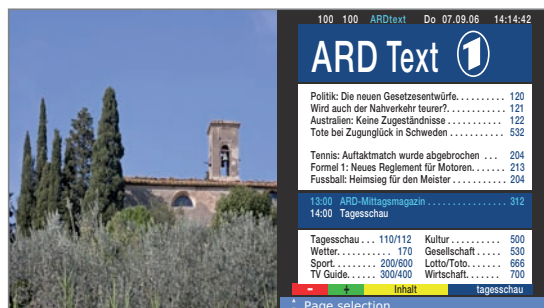 100 100 ARDtext Do 07.09.06 14:14:42
ARD Text 1
Politik: Die neuen Gesetzesentwürfe. . . . . . . . . 120
Wird auch der Nahverkehr teurer?. . . . . . . . . . . . 121
Australien: Keine Zugeständnisse . . . . . . . . . . . 122
Tote bei Zugunglück in Schweden . . . . . . . . . . . 532
Tennis: Auftaktmatch wurde abgebrochen . . . 204
Formel 1: Neues Reglement für Motoren. . . . . . 213
Fussball: Heimsieg für den Meister . . . . . . . . . . . 204
13:00 ARD-Mittagsmagazin . . . . . . . . . . . . . . . . 312
14:00 Tagesschau
Tagesschau . . . 110/112 Kultur . . . . . . . . . . 500
Wetter. . . . . . . . . . . 170 Gesellschaft . . . . . 530
Sport. . . . . . . . . 200/600 Lotto/Toto. . . . . . . 666
TV Guide. . . . . . 300/400 Wirtschaft. . . . . . . 700
- + Inhalt tagesschau
Page selection